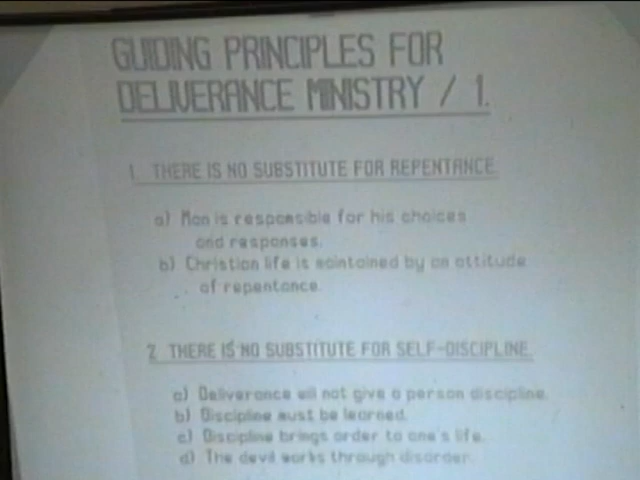 GUIDING PRINCIPLES FOR
DELIVERANCE MINISTRY / 1.
1. THERE IS NO SUBSTITUTE FOR REPENTANCE.
a) Man is responsible for his choices
and responses.
b) Christian life is maintained by an attitude
of repentance.
2. THERE IS NO SUBSTITUTE FOR SELF-DISCIPLINE.
a) Deliverance will not give a person discipline.
b) Discipline must be learned.
c) Discipline brings order to one's life.
d) The devil works through disorder.